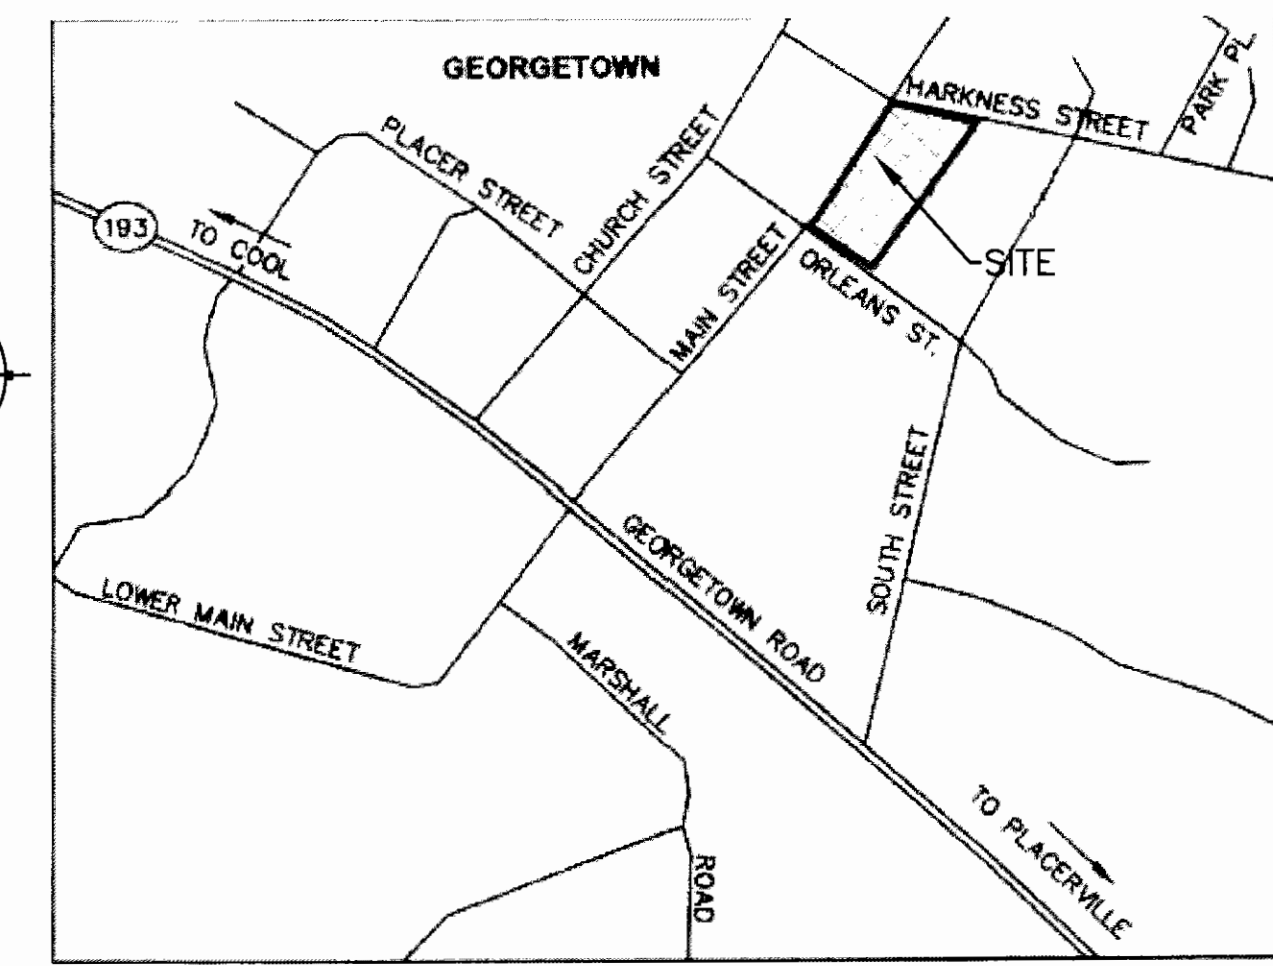 GEORGETOWN
HARKNESS STREET
PARK PL
PLACER STREET
CHURCH STREET
193
TO COOL
MAIN STREET
ORLEANS ST.
SITE
SOUTH STREET
GEORGETOWN ROAD
LOWER MAIN STREET
MARSHALL
ROAD
TO PLACERVILLE